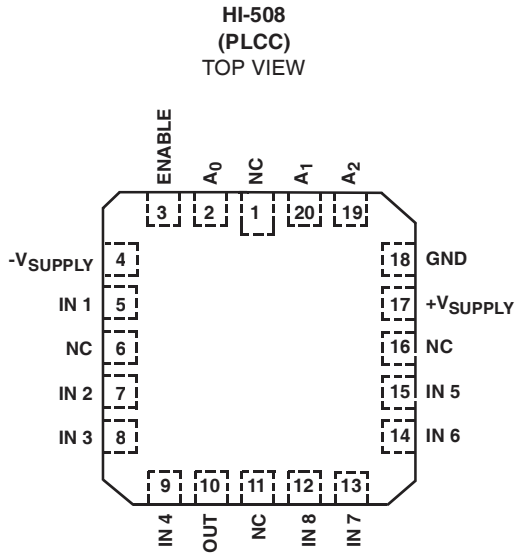 HI-508
(PLCC)
TOP VIEW
ENABLE A0 NC A1 A2
3 2 1 20 19
-VSUPPLY 4 18 GND
IN 1 5 17 +VSUPPLY
NC 6 16 NC
IN 2 7 15 IN 5
IN 3 8 14 IN 6
9 10 11 12 13
IN 4 OUT NC IN 8 IN 7